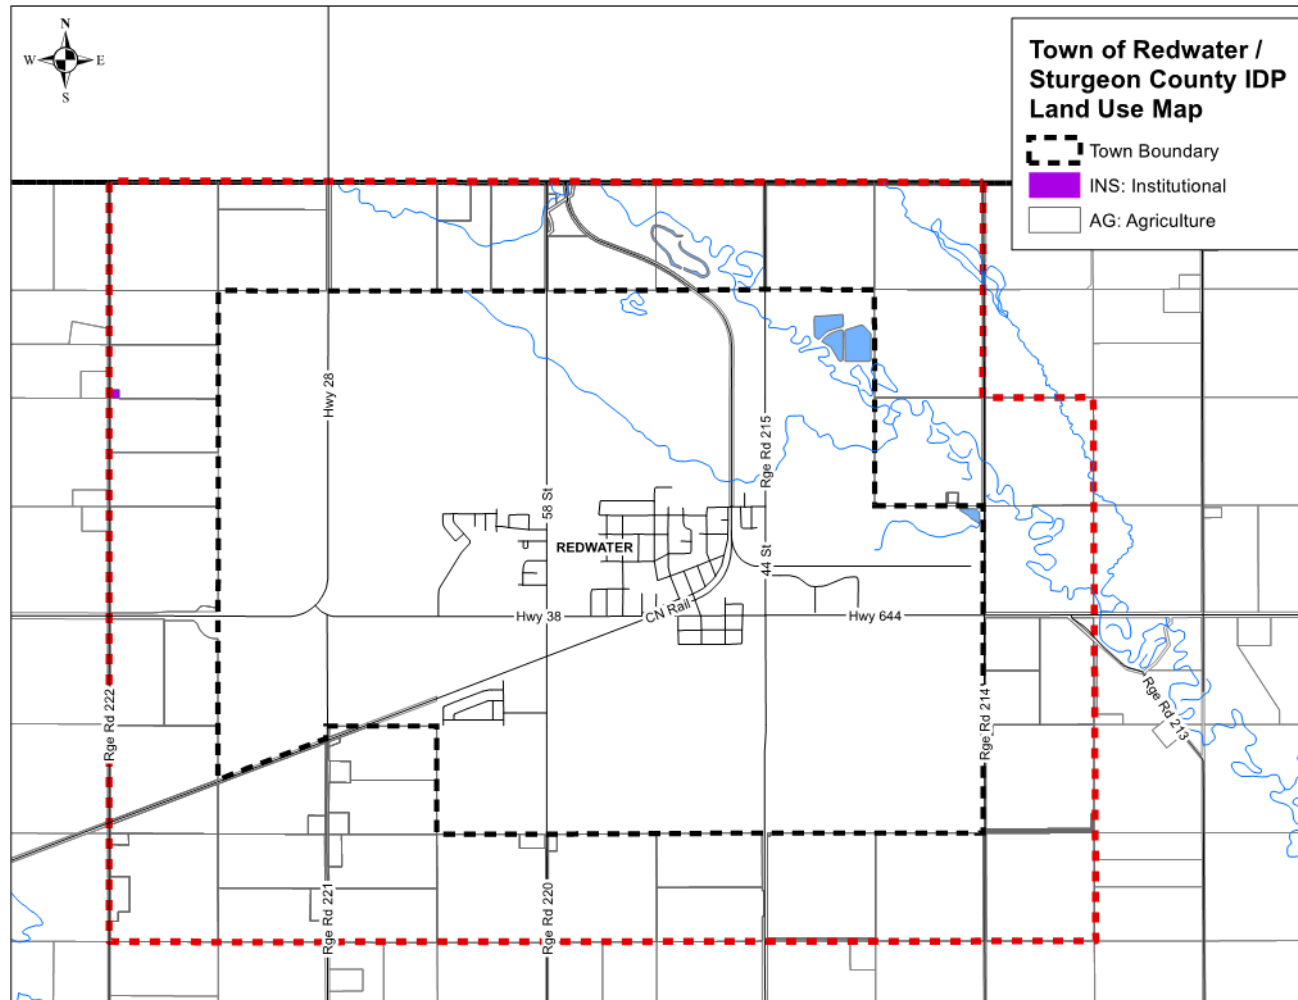 N
W E
S
Town of Redwater /
Sturgeon County IDP
Land Use Map
Town Boundary
INS: Institutional
AG: Agriculture
Hwy 28
Rge Rd 215
58 St
REDWATER
44 St
CN Rail
Hwy 38
Hwy 644
Rge Rd 222
Rge Rd 214
Rge Rd 213
Rge Rd 221
Rge Rd 220